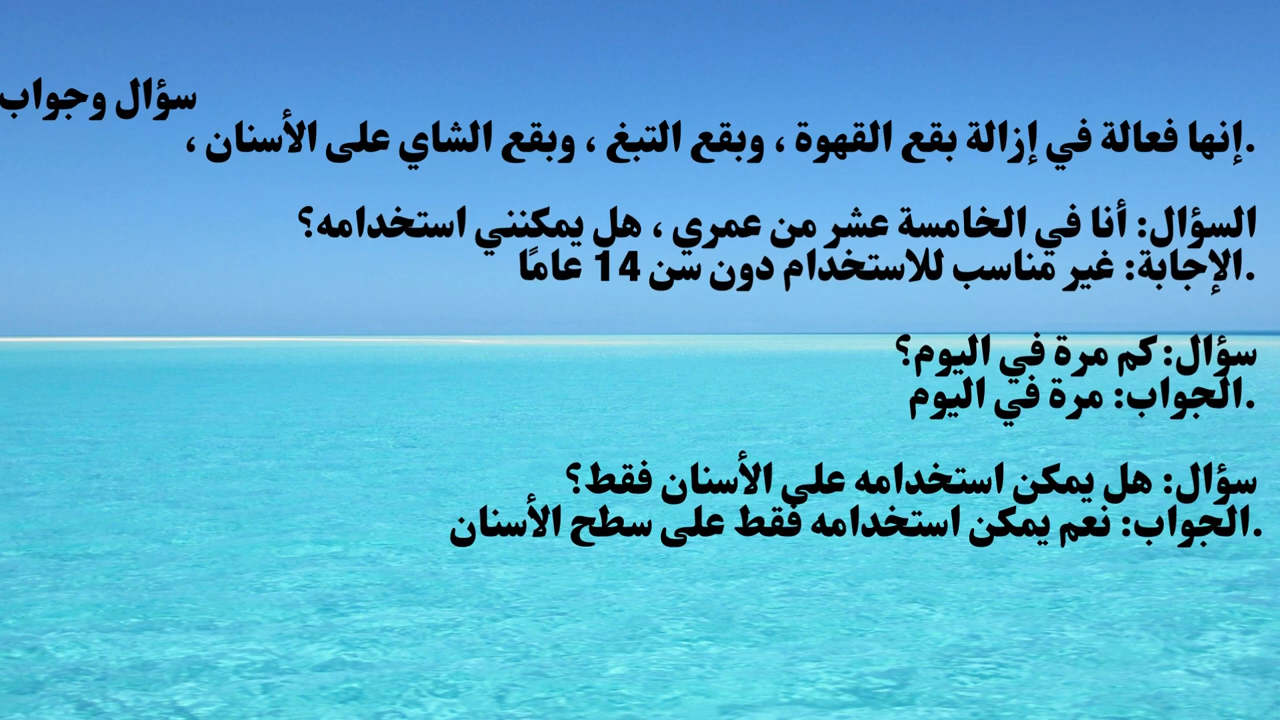 سؤال وجواب
.إنها فعالة في إزالة بقع القهوة ، وبقع التبغ ، وبقع الشاي على الأسنان ،
السؤال: أنا في الخامسة عشر من عمري ، هل يمكنني استخدامه؟
.الإجابة: غير مناسب للاستخدام دون سن 14 عامًا
سؤال: كم مرة في اليوم؟
.الجواب: مرة في اليوم
سؤال: هل يمكن استخدامه على الأسنان فقط؟
.الجواب: نعم يمكن استخدامه فقط على سطح الأسنان